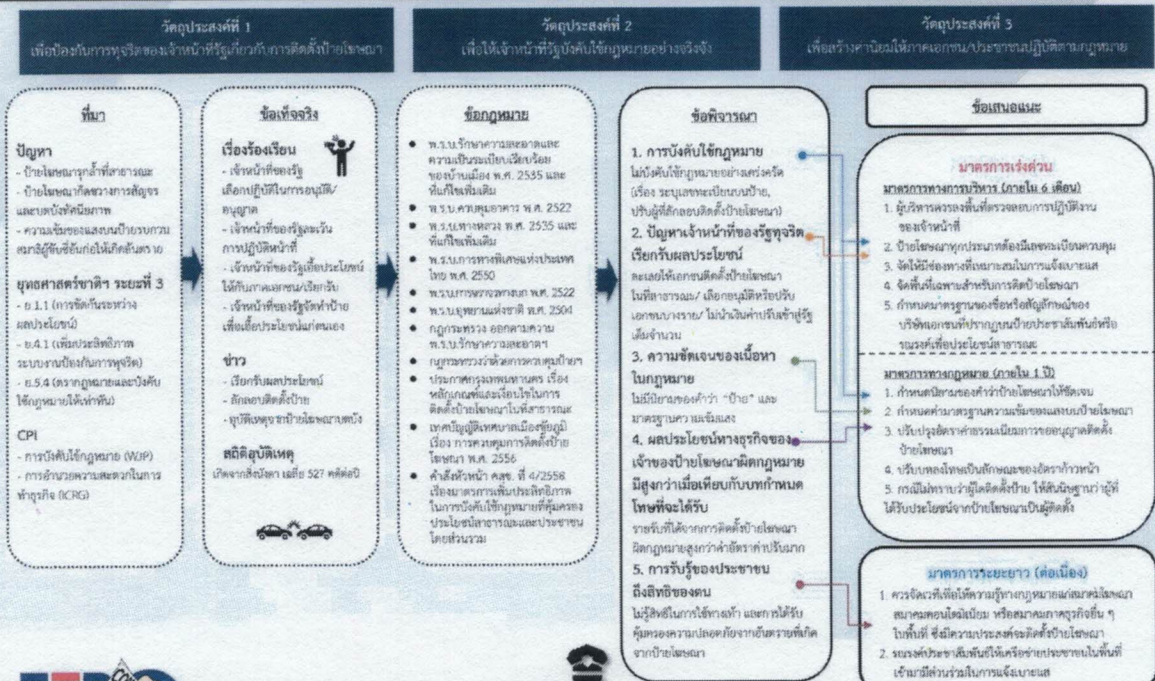 วัตถุประสงค์ที่ 1
เพื่อป้องกันการทุจริตของเจ้าหน้าที่รัฐเกี่ยวกับการติดตั้งป้ายโฆษณา
วัตถุประสงค์ที่ 2
เพื่อให้เจ้าหน้าที่รัฐบังคับใช้กฎหมายอย่างจริงจัง
วัตถุประสงค์ที่ 3
เพื่อสร้างค่านิยมให้ภาคเอกชน/ประชาชนปฏิบัติตามกฎหมาย
ที่มา
ปัญหา
- ป้ายโฆษณารุกล้ำที่สาธารณะ
- ป้ายโฆษณากีดขวางการสัญจร
และบดบังทัศนียภาพ
- ความเข้มของแสงบนป้ายรบกวน
สมาธิผู้ขับขี่อันก่อให้เกิดอันตราย
ยุทธศาสตร์ชาติฯ ระยะที่ 3
- ย 1.1 (การขัดกันระหว่าง
ผลประโยชน์)
- ย.4.1 (เพิ่มประสิทธิภาพ
ระบบงานป้องกันการทุจริต)
- ย.5.4 (ตรากฎหมายและบังคับ
ใช้กฎหมายให้เท่าทัน)
CPI
- การบังคับใช้กฎหมาย (WJP)
- การอำนวยความสะดวกในการ
ทำธุรกิจ (ICRG)
ข้อเท็จจริง
เรื่องร้องเรียน
- เจ้าหน้าที่ของรัฐ
เลือกปฏิบัติในการอนุมัติ/
อนุญาต
- เจ้าหน้าที่ของรัฐละเว้น
การปฏิบัติหน้าที่
- เจ้าหน้าที่ของรัฐเอื้อประโยชน์
ให้กับภาคเอกชน/เรียกรับ
- เจ้าหน้าที่ของรัฐจัดทำป้าย
เพื่อเอื้อประโยชน์แก่ตนเอง
ข่าว
- เรียกรับผลประโยชน์
- ลักลอบติดตั้งป้าย
- อุบัติเหตุจากป้ายโฆษณาบดบัง
สถิติอุบัติเหตุ
เกิดจากสิ่งบังตา เฉลี่ย 527 คดีต่อปี
ข้อกฎหมาย
• พ.ร.บ.รักษาความสะอาดและ
ความเป็นระเบียบเรียบร้อย
ของบ้านเมือง พ.ศ. 2535 และ
ที่แก้ไขเพิ่มเติม
• พ.ร.บ.ควบคุมอาคาร พ.ศ. 2522
• พ.ร.บ.ทางหลวง พ.ศ. 2535 และ
ที่แก้ไขเพิ่มเติม
• พ.ร.บ.การทางพิเศษแห่งประเทศ
ไทย พ.ศ. 2550
• พ.ร.บ.การจราจรทางบก พ.ศ. 2522
• พ.ร.บ.อุทยานแห่งชาติ พ.ศ. 2504
• กฎกระทรวง ออกตามความ
พ.ร.บ.รักษาความสะอาดฯ
• กฎกระทรวงว่าด้วยการควบคุมป้ายฯ
• ประกาศกรุงเทพมหานคร เรื่อง
หลักเกณฑ์และเงื่อนไขในการ
ติดตั้งป้ายโฆษณาในที่สาธารณะ
• เทศบัญญัติเทศบาลเมืองชัยภูมิ
เรื่อง การควบคุมการติดตั้งป้าย
โฆษณา พ.ศ. 2556
• คำสั่งหัวหน้า คสช. ที่ 4/2558
เรื่องมาตรการเพิ่มประสิทธิภาพ
ในการบังคับใช้กฎหมายที่คุ้มครอง
ประโยชน์สาธารณะและประชาชน
โดยส่วนรวม
ข้อพิจารณา
1. การบังคับใช้กฎหมาย
ไม่บังคับใช้กฎหมายอย่างเคร่งครัด
(เรื่อง ระบุเลขทะเบียนบนป้าย,
ปรับผู้ที่ลักลอบติดตั้งป้ายโฆษณา)
2. ปัญหาเจ้าหน้าที่ของรัฐทุจริต
เรียกรับผลประโยชน์
ละเลยให้เอกชนติดตั้งป้ายโฆษณา
ในที่สาธารณะ/ เลือกอนุมัติหรือปรับ
เอกชนบางราย/ ไม่นำเงินค่าปรับเข้าสู่รัฐ
เต็มจำนวน
3. ความชัดเจนของเนื้อหา
ในกฎหมาย
ไม่มีนิยามของคำว่า "ป้าย" และ
มาตรฐานความเข้มแสง
4. ผลประโยชน์ทางธุรกิจของ
เจ้าของป้ายโฆษณาผิดกฎหมาย
มีสูงกว่าเมื่อเทียบกับบทกำหนด
โทษที่จะได้รับ
รายรับที่ได้จากการติดตั้งป้ายโฆษณา
ผิดกฎหมายสูงกว่าค่าอัตราค่าปรับมาก
5. การรับรู้ของประชาชน
ถึงสิทธิของตน
ไม่รู้สิทธิในการใช้ทางเท้า และการได้รับ
คุ้มครองความปลอดภัยจากอันตรายที่เกิด
จากป้ายโฆษณา
ข้อเสนอแนะ
มาตรการเร่งด่วน
มาตรการทางการบริหาร (ภายใน 6 เดือน)
1. ผู้บริหารควรลงพื้นที่ตรวจสอบการปฏิบัติงาน
ของเจ้าหน้าที่
2. ป้ายโฆษณาทุกประเภทต้องมีเลขทะเบียนควบคุม
3. จัดให้มีช่องทางที่เหมาะสมในการแจ้งเบาะแส
4. จัดพื้นที่เฉพาะสำหรับการติดป้ายโฆษณา
5. กำหนดมาตรฐานของชื่อหรือสัญลักษณ์ของ
บริษัทเอกชนที่ปรากฏบนป้ายประชาสัมพันธ์หรือ
รณรงค์เพื่อประโยชน์สาธารณะ
มาตรการทางกฎหมาย (ภายใน 1 ปี)
1. กำหนดนิยามของคำว่าป้ายโฆษณาให้ชัดเจน
2. กำหนดค่ามาตรฐานความเข้มของแสงบนป้ายโฆษณา
3. ปรับปรุงอัตราค่าธรรมเนียมการขออนุญาตติดตั้ง
ป้ายโฆษณา
4. ปรับบทลงโทษเป็นลักษณะของอัตราก้าวหน้า
5. กรณีไม่ทราบว่าผู้ใดติดตั้งป้าย ให้สันนิษฐานว่าผู้ที่
ได้รับประโยชน์จากป้ายโฆษณาเป็นผู้ติดตั้ง
มาตรการระยะยาว (ต่อเนื่อง)
1. ควรจัดเวทีเพื่อให้ความรู้ทางกฎหมายแก่สมาคมโฆษณา
สมาคมคอนโดมิเนียม หรือสมาคมภาคธุรกิจอื่น ๆ
ในพื้นที่ ซึ่งมีความประสงค์จะติดตั้งป้ายโฆษณา
2. รณรงค์ประชาสัมพันธ์ให้เครือข่ายประชาชนในพื้นที่
เข้ามามีส่วนร่วมในการแจ้งเบาะแส